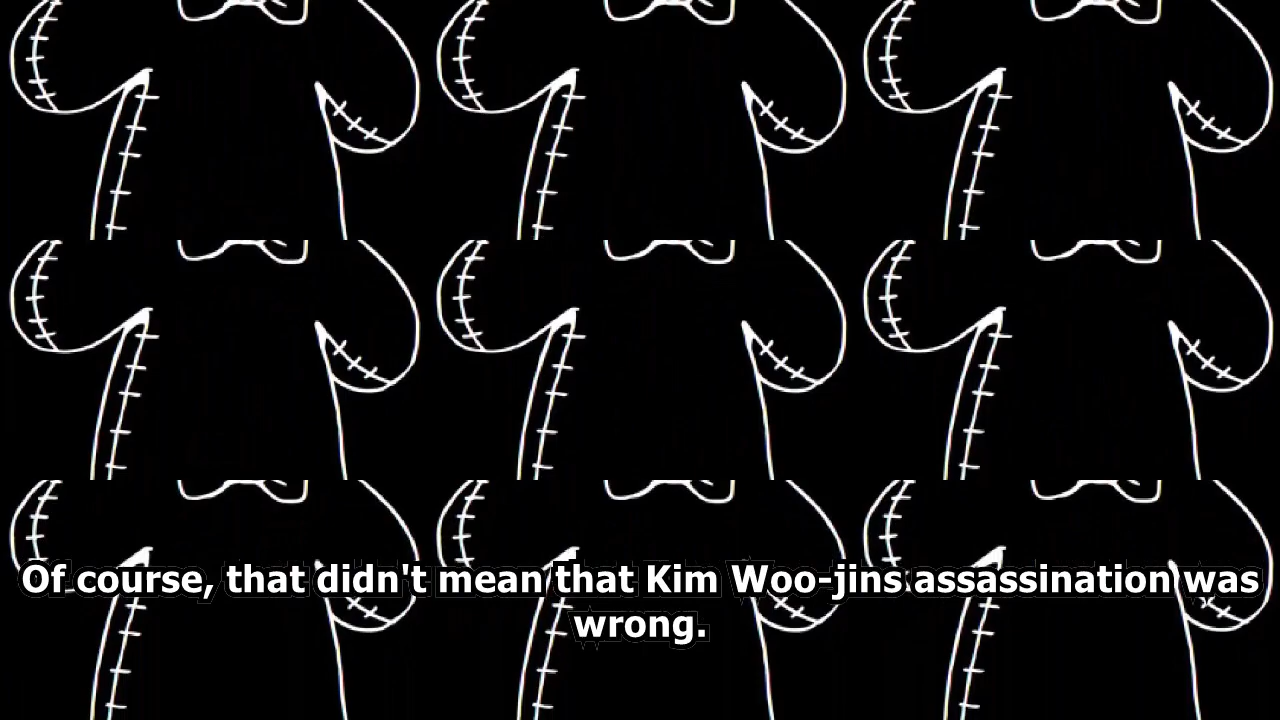 Of course, that didn't mean that Kim Woo-jins assassination was
wrong.